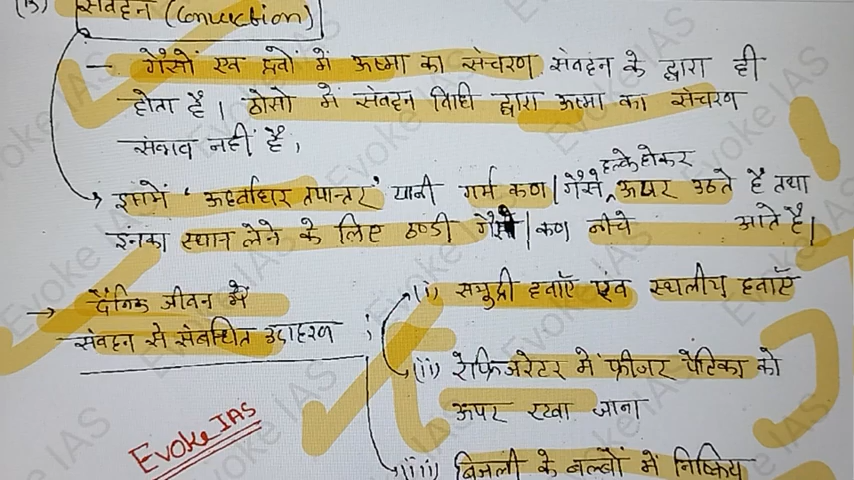 (B) संवहन (Convection)
— गैसों एवं द्रवों में ऊष्मा का संचरण संवहन के द्वारा ही
होता है। ठोसो में संवहन विधि द्वारा ऊष्मा का संचरण
संभव नहीं है,
इसमें 'ऊर्ध्वाधर तपान्तर' यानी गर्म कण। गैसे हल्के होकर ऊपर उठते है तथा
इनका स्थान लेने के लिए ठण्डी गैसे। कण नीचे आते है।
→ दैनिक जीवन में
संवहन से संबंधित उदाहरण :
(i) समुद्री हवाएँ एवं स्थलीय हवाएँ
(ii) रेफ्रिजरेटर में फ्रीजर पेटिका को
ऊपर रखा जाना
(iii) बिजली के बल्बों में निष्क्रिय
Evoke IAS